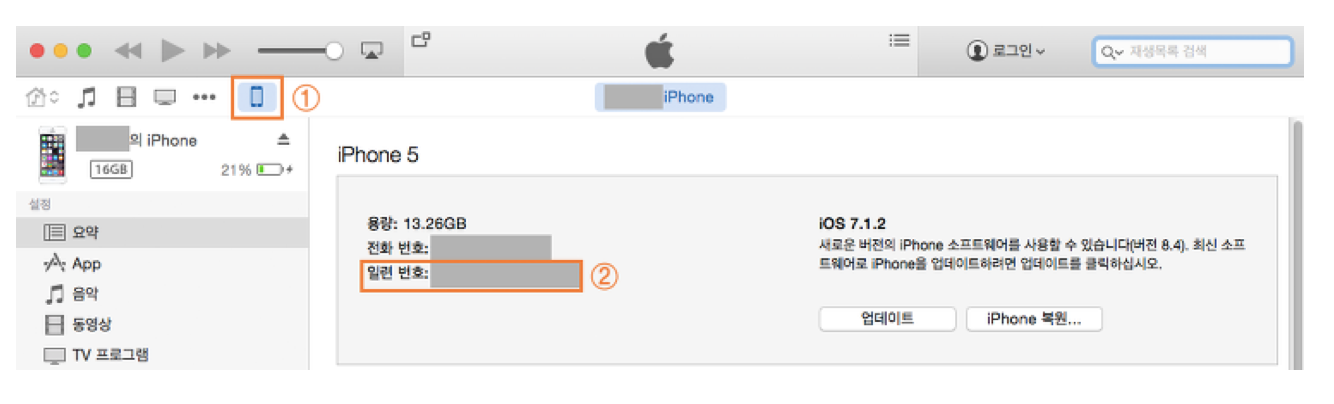 로그인
재생목록 검색
①
iPhone
의 iPhone
16GB
21%
iPhone 5
설정
요약
App
음악
동영상
TV 프로그램
용량: 13.26GB
전화 번호:
일련 번호:
②
iOS 7.1.2
새로운 버전의 iPhone 소프트웨어를 사용할 수 있습니다(버전 8.4). 최신 소프
트웨어로 iPhone을 업데이트하려면 업데이트를 클릭하십시오.
업데이트
iPhone 복원...